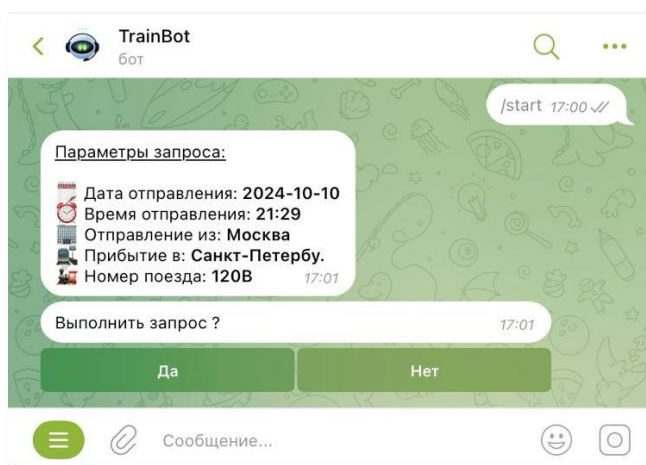 TrainBot
бот
/start 17:00
Параметры запроса:
Дата отправления: 2024-10-10
Время отправления: 21:29
Отправление из: Москва
Прибытие в: Санкт-Петербу.
Номер поезда: 120В 17:01
Выполнить запрос ? 17:01
Да Нет
Сообщение...